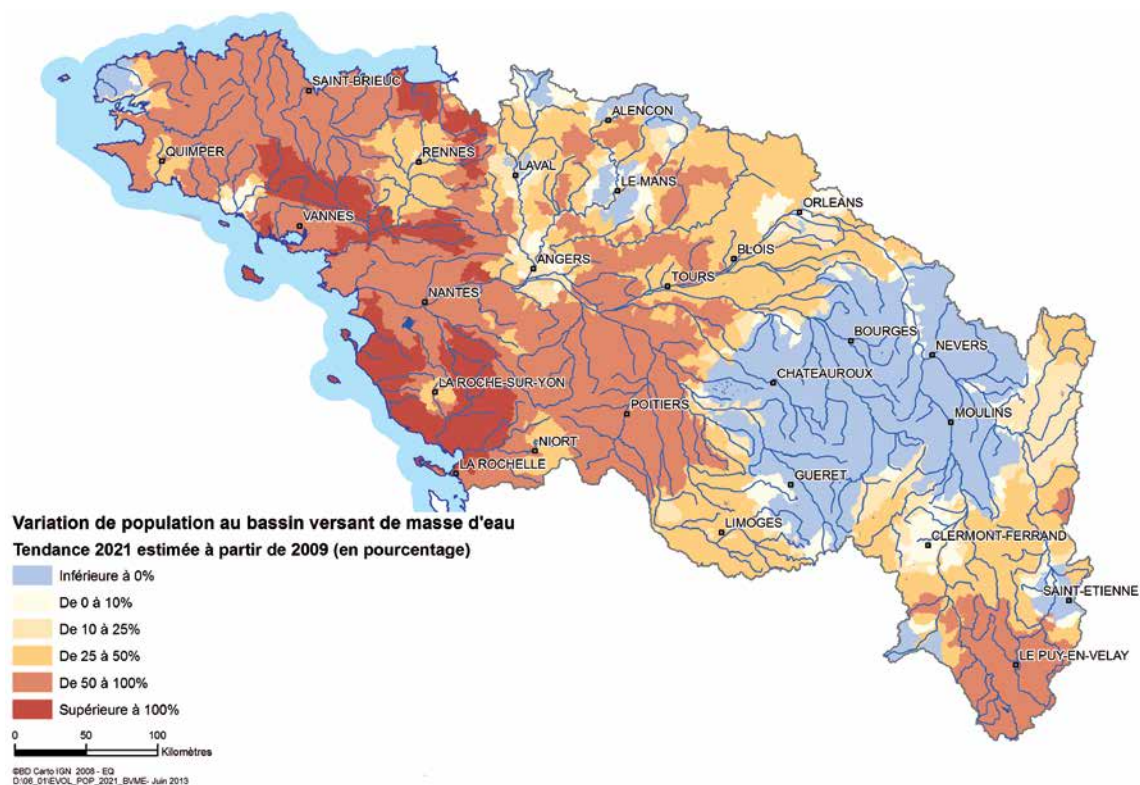 SAINT-BRIEUC
ALENCON
QUIMPER
RENNES
LAVAL
LE-MANS
ORLEANS
VANNES
ANGERS
BLOIS
TOURS
NANTES
BOURGES
NEVERS
CHATEAUROUX
LA ROCHE-SUR-YON
POITIERS
MOULINS
NIORT
LA ROCHELLE
GUERET
LIMOGES
CLERMONT-FERRAND
SAINT-ETIENNE
LE PUY-EN-VELAY
Variation de population au bassin versant de masse d'eau
Tendance 2021 estimée à partir de 2009 (en pourcentage)
Inférieure à 0%
De 0 à 10%
De 10 à 25%
De 25 à 50%
De 50 à 100%
Supérieure à 100%
0 50 100
Kilomètres
©BD Carto IGN 2008 - EQ
D:\06_01\EVOL_POP_2021_BVME- Juin 2013